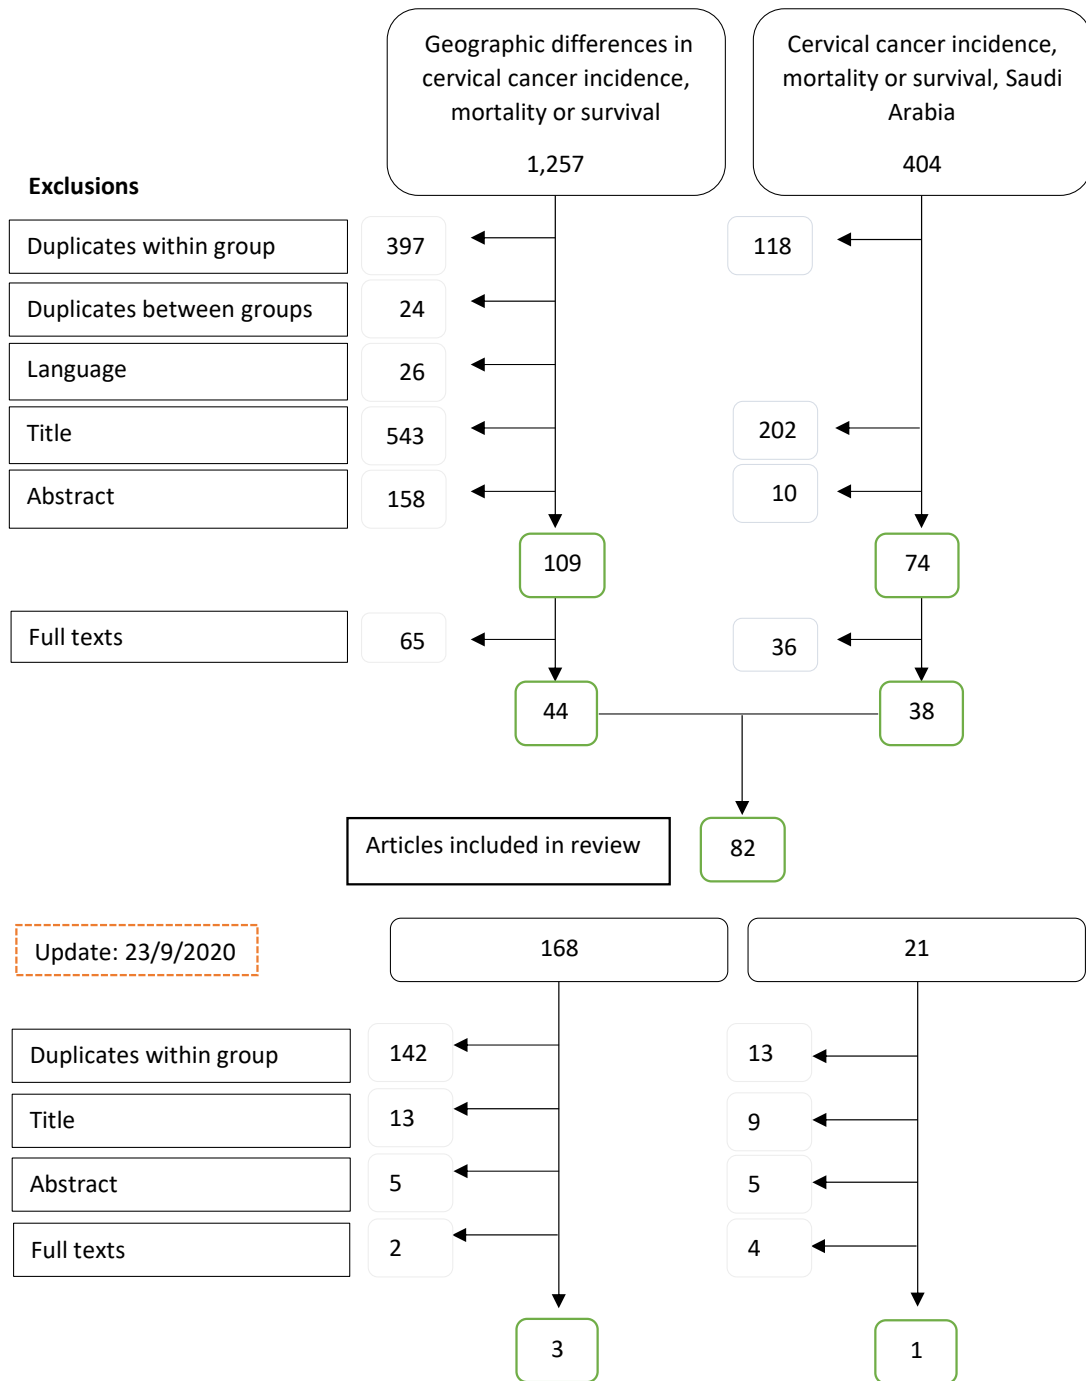 Geographic differences in
cervical cancer incidence,
mortality or survival
1,257
Cervical cancer incidence,
mortality or survival, Saudi
Arabia
404
Exclusions
Duplicates within group
397
118
Duplicates between groups
24
Language
26
Title
543
202
Abstract
158
10
109
74
Full texts
65
36
44
38
Articles included in review
82
Update: 23/9/2020
168
21
Duplicates within group
142
13
Title
13
9
Abstract
5
5
Full texts
2
4
3
1